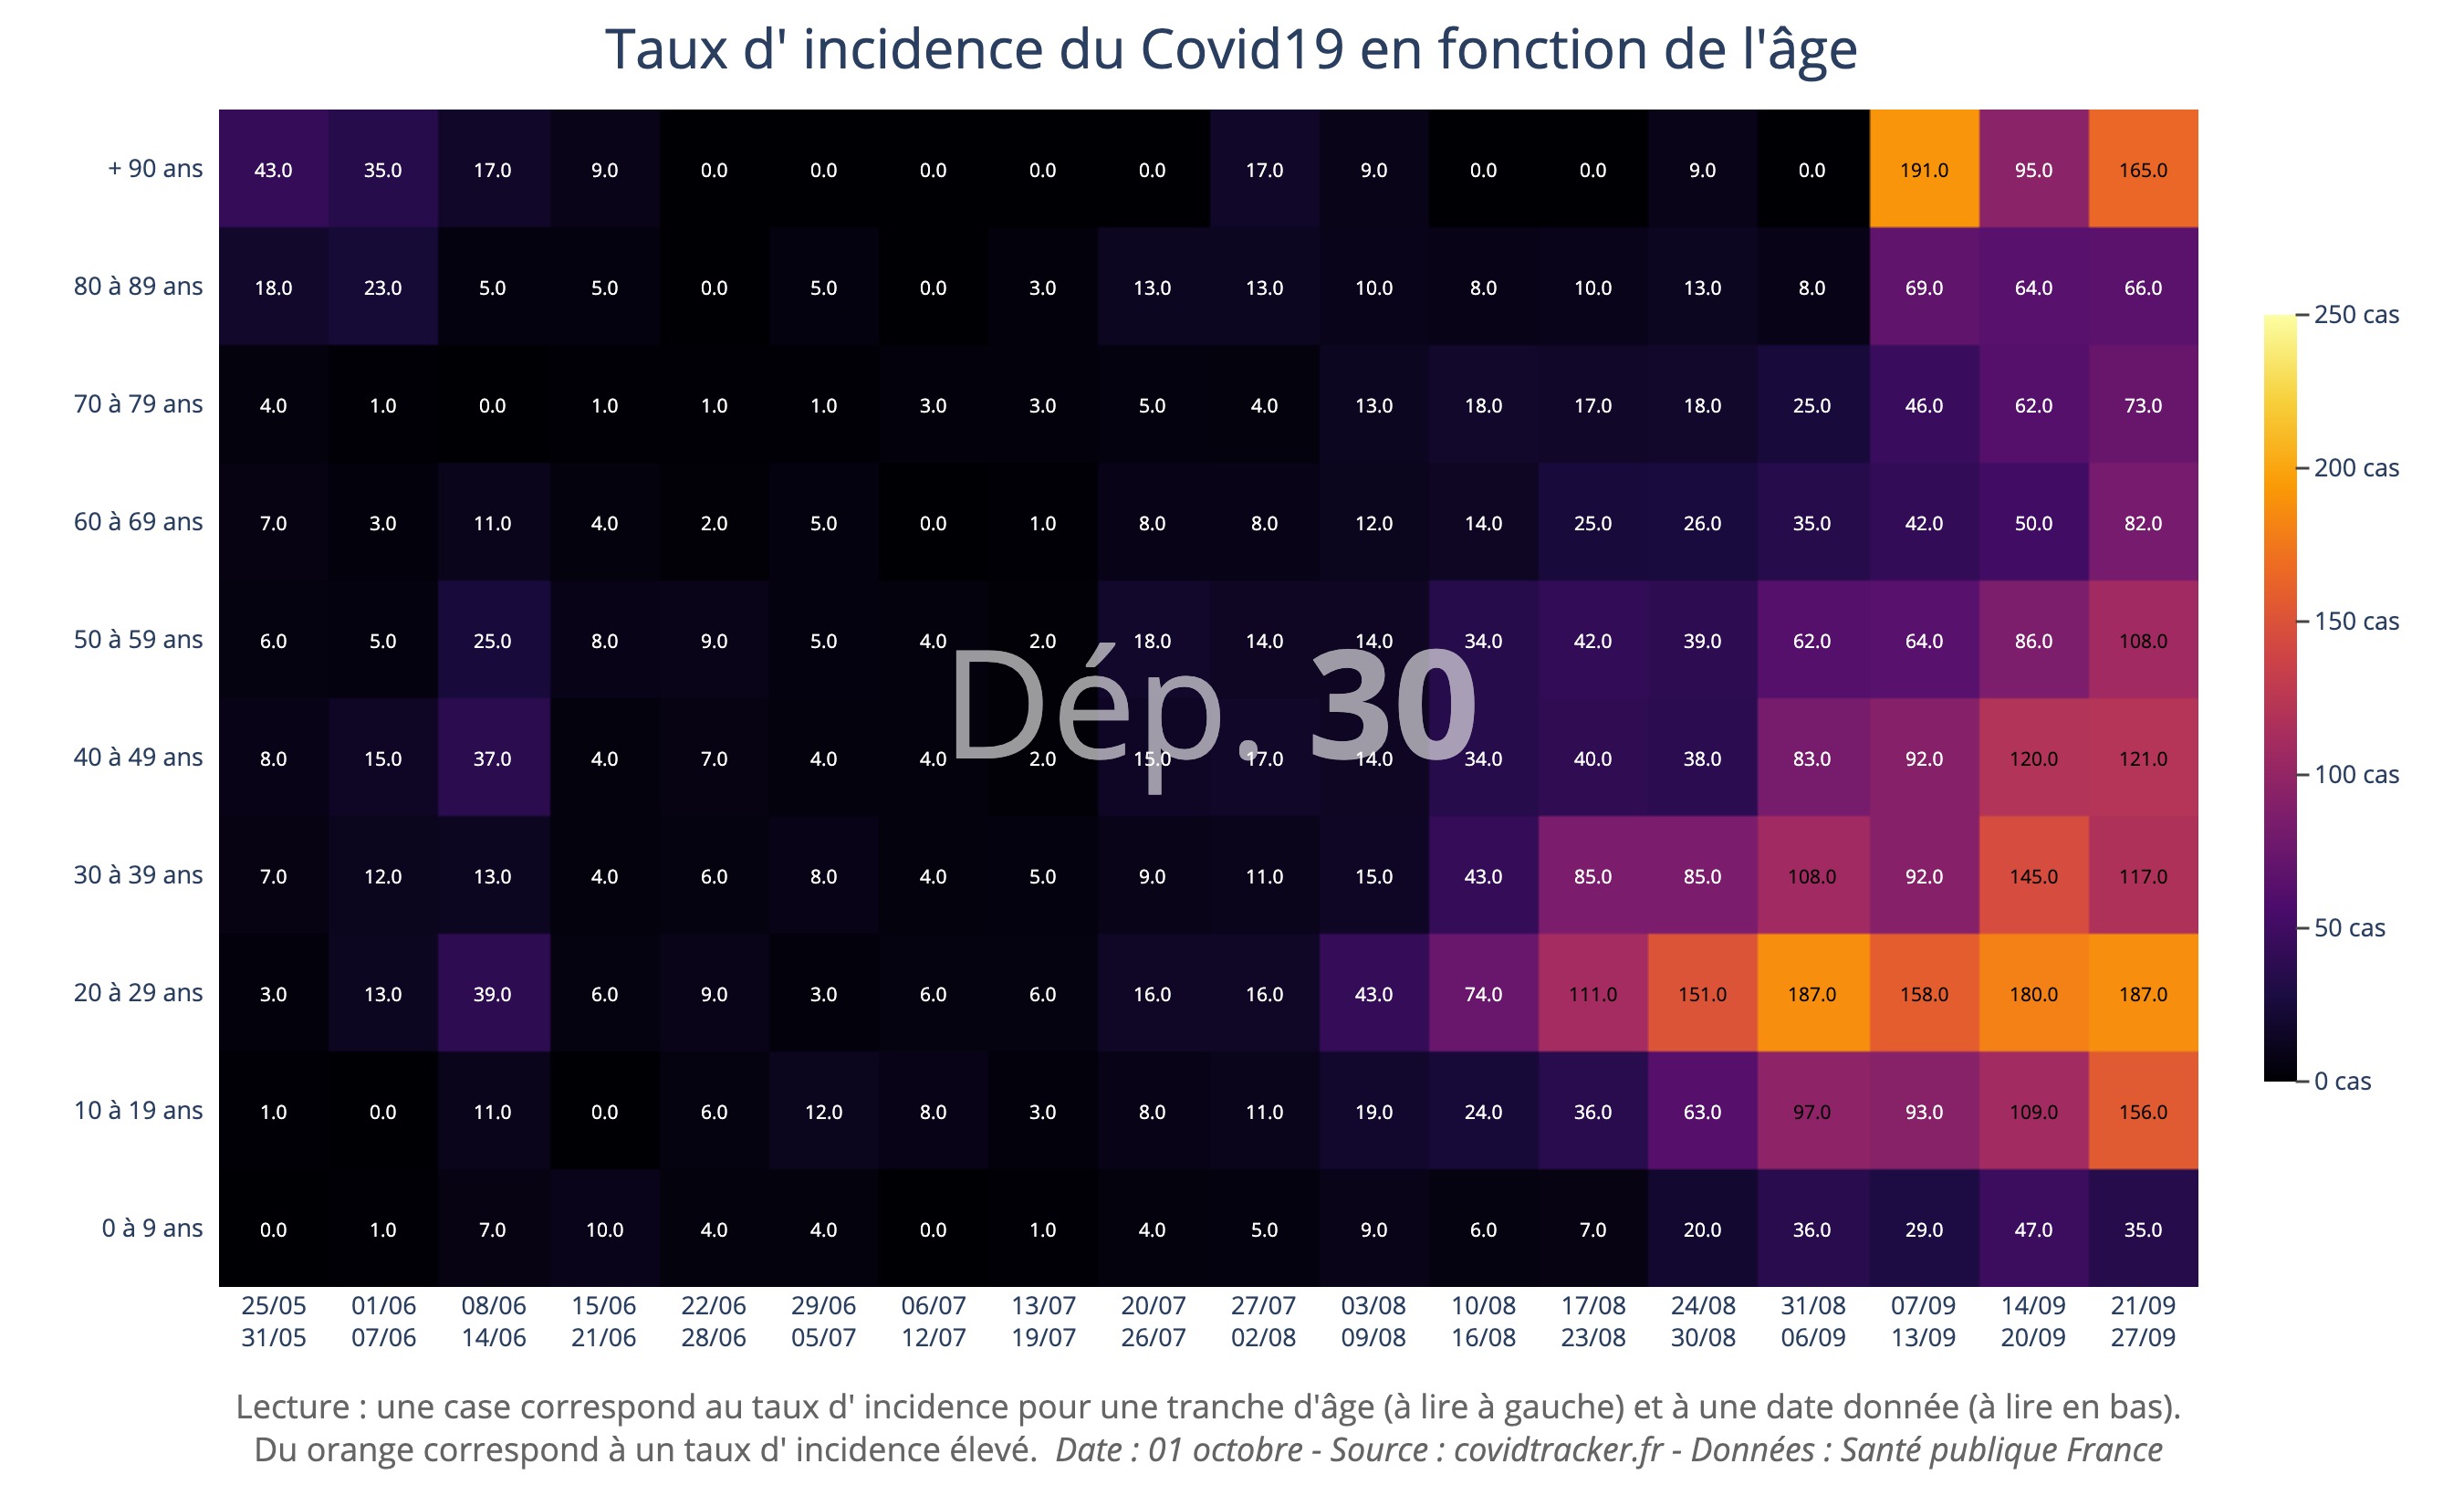 Taux d' incidence du Covid19 en fonction de l'âge
+ 90 ans 43.0 35.0 17.0 9.0 0.0 0.0 0.0 0.0 0.0 17.0 9.0 0.0 0.0 9.0 0.0 191.0 95.0 165.0
80 à 89 ans 18.0 23.0 5.0 5.0 0.0 5.0 0.0 3.0 13.0 13.0 10.0 8.0 10.0 13.0 8.0 69.0 64.0 66.0
70 à 79 ans 4.0 1.0 0.0 1.0 1.0 1.0 3.0 3.0 5.0 4.0 13.0 18.0 17.0 18.0 25.0 46.0 62.0 73.0
60 à 69 ans 7.0 3.0 11.0 4.0 2.0 5.0 0.0 1.0 8.0 8.0 12.0 14.0 25.0 26.0 35.0 42.0 50.0 82.0
50 à 59 ans 6.0 5.0 25.0 8.0 9.0 5.0 4.0 2.0 18.0 14.0 14.0 34.0 42.0 39.0 62.0 64.0 86.0 108.0
Dép. 30
40 à 49 ans 8.0 15.0 37.0 4.0 7.0 4.0 4.0 2.0 15.0 17.0 14.0 34.0 40.0 38.0 83.0 92.0 120.0 121.0
30 à 39 ans 7.0 12.0 13.0 4.0 6.0 8.0 4.0 5.0 9.0 11.0 15.0 43.0 85.0 85.0 108.0 92.0 145.0 117.0
20 à 29 ans 3.0 13.0 39.0 6.0 9.0 3.0 6.0 6.0 16.0 16.0 43.0 74.0 111.0 151.0 187.0 158.0 180.0 187.0
10 à 19 ans 1.0 0.0 11.0 0.0 6.0 12.0 8.0 3.0 8.0 11.0 19.0 24.0 36.0 63.0 97.0 93.0 109.0 156.0
0 à 9 ans 0.0 1.0 7.0 10.0 4.0 4.0 0.0 1.0 4.0 5.0 9.0 6.0 7.0 20.0 36.0 29.0 47.0 35.0
25/05 01/06 08/06 15/06 22/06 29/06 06/07 13/07 20/07 27/07 03/08 10/08 17/08 24/08 31/08 07/09 14/09 21/09
31/05 07/06 14/06 21/06 28/06 05/07 12/07 19/07 26/07 02/08 09/08 16/08 23/08 30/08 06/09 13/09 20/09 27/09
250 cas
200 cas
150 cas
100 cas
50 cas
0 cas
Lecture : une case correspond au taux d' incidence pour une tranche d'âge (à lire à gauche) et à une date donnée (à lire en bas).
Du orange correspond à un taux d' incidence élevé. Date : 01 octobre - Source : covidtracker.fr - Données : Santé publique France